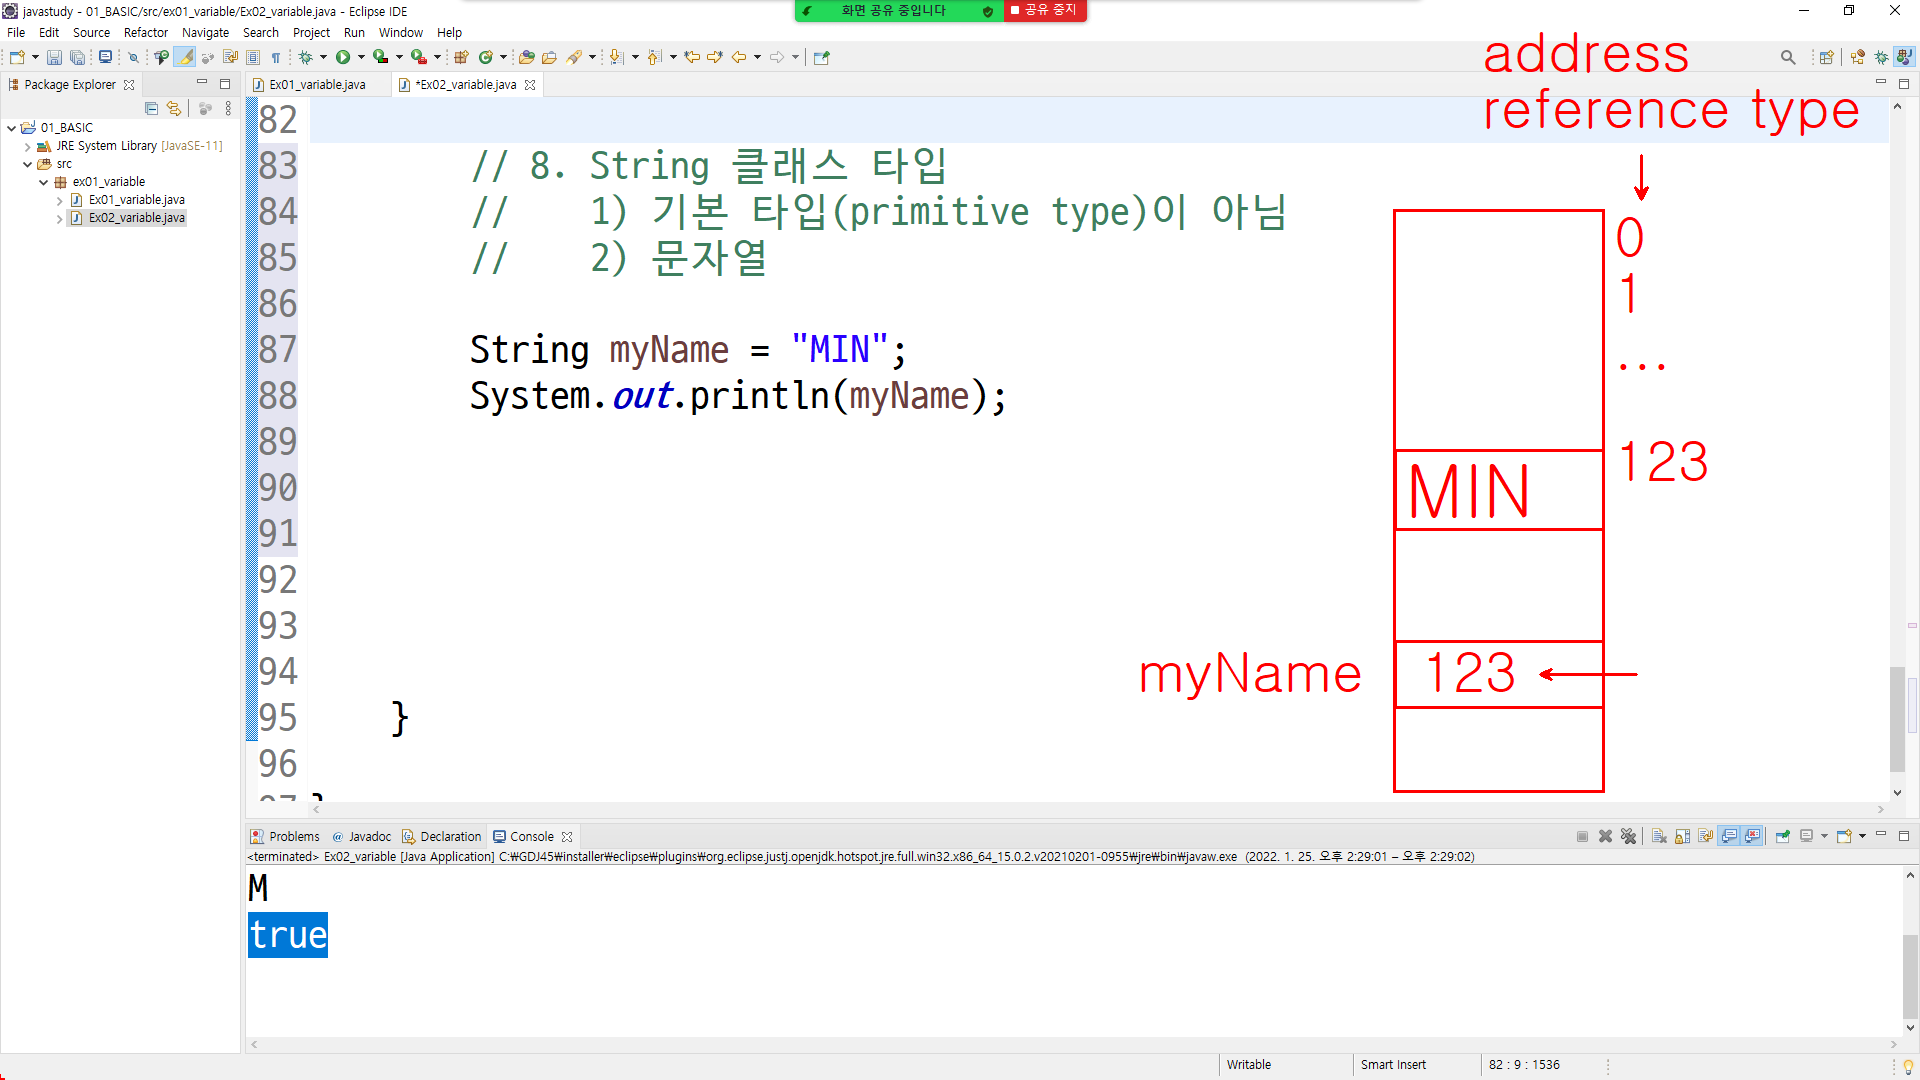 javastudy - 01_BASIC/src/ex01_variable/Ex02_variable.java - Eclipse IDE
화면 공유 중입니다
공유 중지
File Edit Source Refactor Navigate Search Project Run Window Help
Package Explorer
01_BASIC
JRE System Library [JavaSE-11]
src
ex01_variable
Ex01_variable.java
Ex02_variable.java
Ex01_variable.java
*Ex02_variable.java
82
83 // 8. String 클래스 타입
84 // 1) 기본 타입(primitive type)이 아님
85 // 2) 문자열
86
87 String myName = "MIN";
88 System.out.println(myName);
89
90
91
92
93
94
95 }
96
97 }
address
reference type
0
1
...
123
MIN
myName
123
Problems
@ Javadoc
Declaration
Console
<terminated> Ex02_variable [Java Application] C:₩GDJ45₩installer₩eclipse₩plugins₩org.eclipse.justj.openjdk.hotspot.jre.full.win32.x86_64_15.0.2.v20210201-0955₩jre₩bin₩javaw.exe (2022. 1. 25. 오후 2:29:01 – 오후 2:29:02)
M
true
Writable
Smart Insert
82 : 9 : 1536